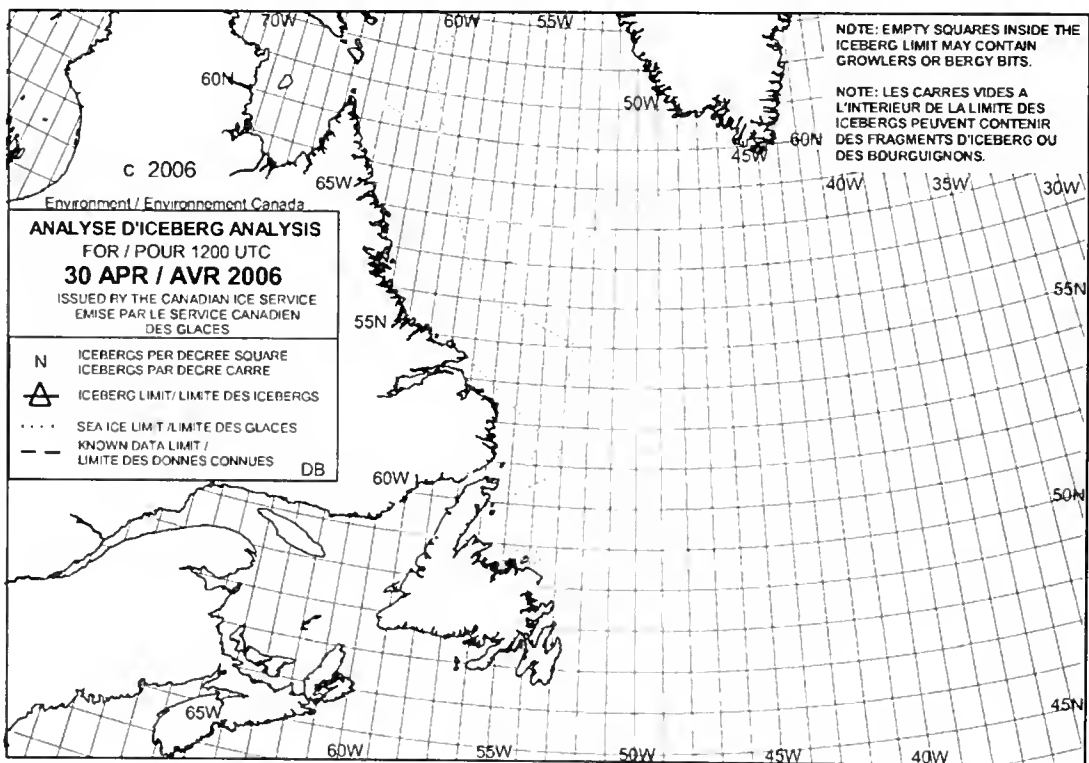 70W
60W
55W
NOTE: EMPTY SQUARES INSIDE THE
ICEBERG LIMIT MAY CONTAIN
GROWLERS OR BERGY BITS.
NOTE: LES CARRES VIDES A
L'INTERIEUR DE LA LIMITE DES
ICEBERGS PEUVENT CONTENIR
DES FRAGMENTS D'ICEBERG OU
DES BOURGUIGNONS.
60N
50W
60N
45W
65W
40W
35W
30W
c 2006
Environment / Environnement Canada
ANALYSE D'ICEBERG ANALYSIS
FOR / POUR 1200 UTC
30 APR / AVR 2006
ISSUED BY THE CANADIAN ICE SERVICE
EMISE PAR LE SERVICE CANADIEN
DES GLACES
N ICEBERGS PER DEGREE SQUARE
ICEBERGS PAR DEGRE CARRE
ICEBERG LIMIT/ LIMITE DES ICEBERGS
SEA ICE LIMIT / LIMITE DES GLACES
KNOWN DATA LIMIT /
LIMITE DES DONNES CONNUES
DB
55N
55N
60W
50N
65W
45N
60W
55W
50W
45W
40W